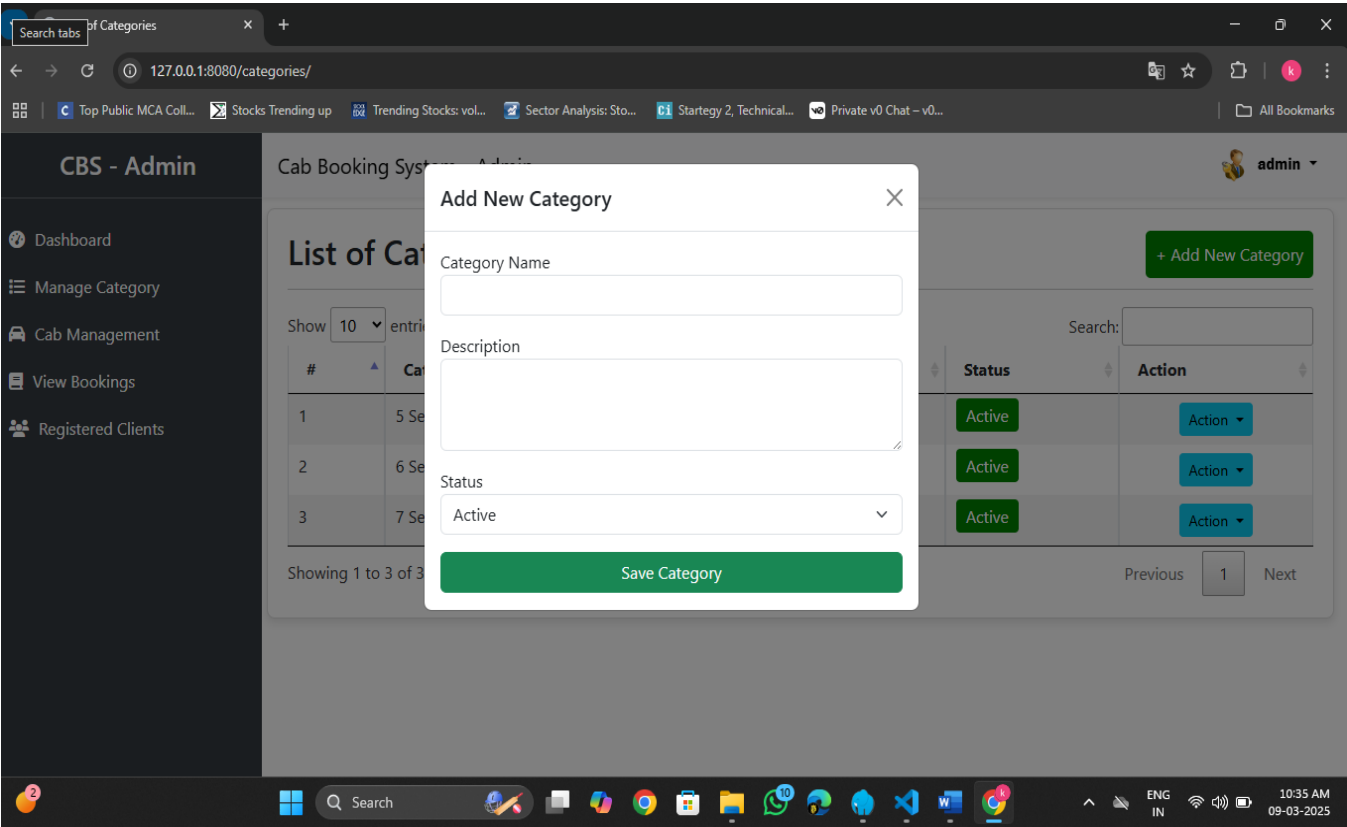 of Categories
Search tabs
127.0.0.1:8080/categories/
Top Public MCA Coll... Stocks Trending up Trending Stocks: vol... Sector Analysis: Sto... Startegy 2, Technical... Private v0 Chat – v0... All Bookmarks
CBS - Admin
Cab Booking Syst
admin
Dashboard
Manage Category
Cab Management
View Bookings
Registered Clients
List of Cat
+ Add New Category
Show 10 entri
Search:
# Cat Status Action
1 5 Se Active Action
2 6 Se Active Action
3 7 Se Active Action
Showing 1 to 3 of 3
Previous 1 Next
Add New Category
Category Name
Description
Status
Active
Save Category
2
Search
10
ENG
IN
10:35 AM
09-03-2025